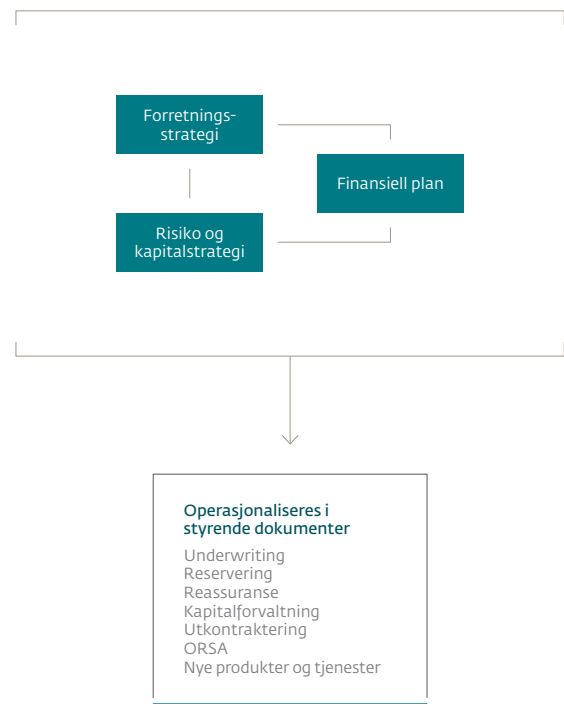 Forretnings-
strategi
Finansiell plan
Risiko og
kapitalstrategi
Operasjonaliseres i
styrende dokumenter
Underwriting
Reservering
Reassuranse
Kapitalforvaltning
Utkontraktering
ORSA
Nye produkter og tjenester